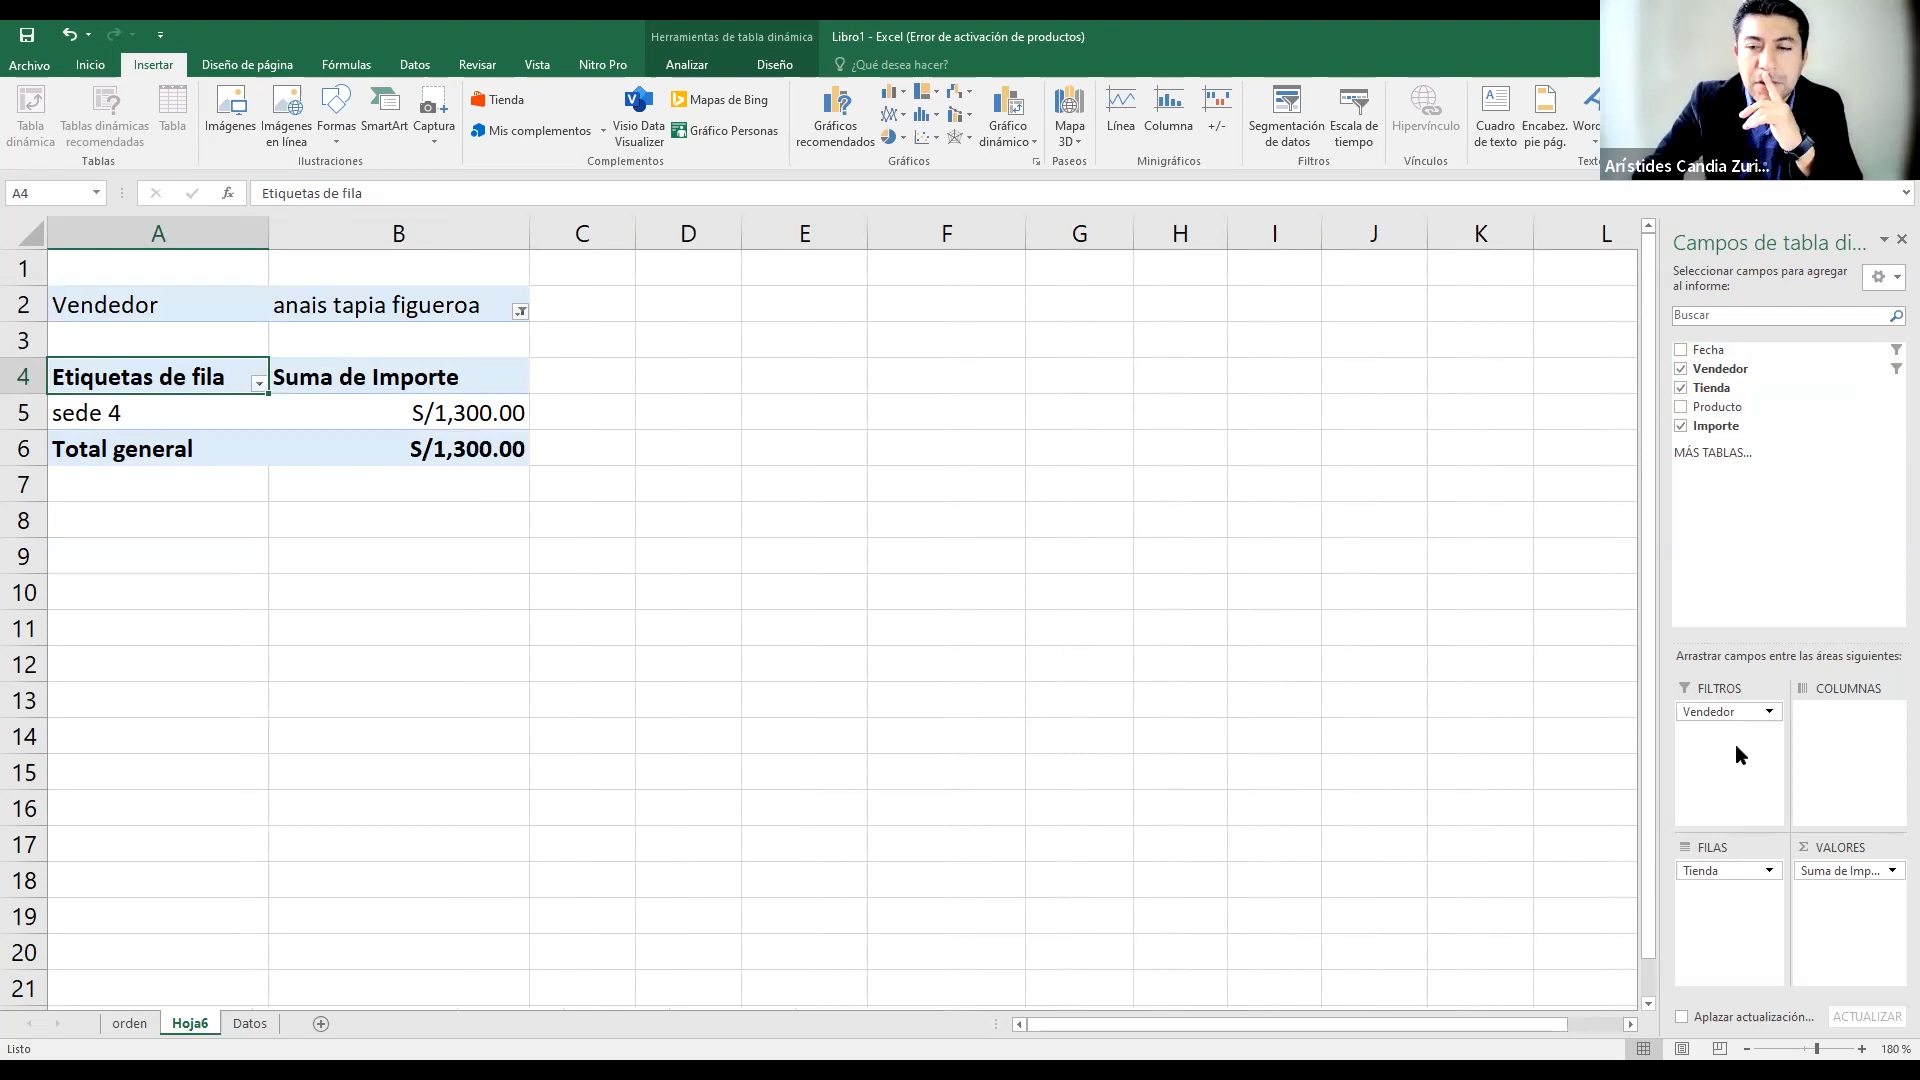 Herramientas de tabla dinámica
Libro1 - Excel (Error de activación de productos)
Archivo
Inicio
Insertar
Diseño de página
Fórmulas
Datos
Revisar
Vista
Nitro Pro
Analizar
Diseño
¿Qué desea hacer?
Tabla dinámica
Tablas dinámicas recomendadas
Tabla
Tablas
Imágenes
Imágenes en línea
Formas
SmartArt
Captura
Ilustraciones
Tienda
Mis complementos
Visio Data Visualizer
Mapas de Bing
Gráfico Personas
Complementos
Gráficos recomendados
Gráfico dinámico
Gráficos
Mapa 3D
Paseos
Línea
Columna
+/-
Minigráficos
Segmentación de datos
Escala de tiempo
Filtros
Hipervínculo
Vínculos
Cuadro de texto
Encabez. pie pág.
Arístides Candia Zuri...
A4
fx
Etiquetas de fila
A B C D E F G H I J K L
1
2 Vendedor anais tapia figueroa
3
4 Etiquetas de fila Suma de Importe
5 sede 4 S/1,300.00
6 Total general S/1,300.00
7
8
9
10
11
12
13
14
15
16
17
18
19
20
21
Campos de tabla di...
Seleccionar campos para agregar
al informe:
Buscar
Fecha
Vendedor
Tienda
Producto
Importe
MÁS TABLAS...
Arrastrar campos entre las áreas siguientes:
FILTROS
COLUMNAS
Vendedor
FILAS
VALORES
Tienda
Suma de Imp...
Aplazar actualización...
ACTUALIZAR
orden
Hoja6
Datos
Listo
180 %